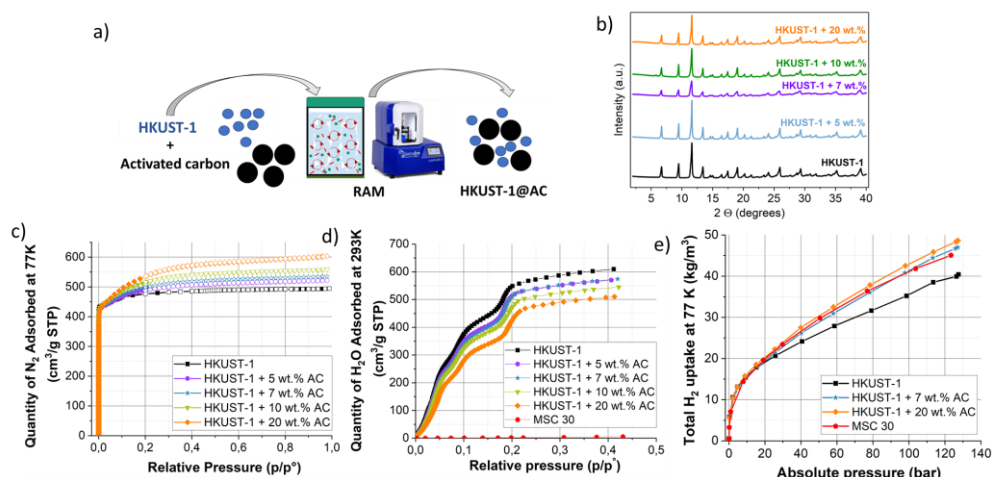 a)
HKUST-1
+
Activated carbon
RAM
HKUST-1@AC
b)
Intensity (a.u.)
HKUST-1 + 20 wt.%
HKUST-1 + 10 wt.%
HKUST-1 + 7 wt.%
HKUST-1 + 5 wt.%
HKUST-1
5 10 15 20 25 30 35 40
2 Θ (degrees)
c)
Quantity of N2 Adsorbed at 77K
(cm3/g STP)
700
600
500
400
300
200
100
0
HKUST-1
HKUST-1 + 5 wt.% AC
HKUST-1 + 7 wt.% AC
HKUST-1 + 10 wt.% AC
HKUST-1 + 20 wt.% AC
0,0 0,2 0,4 0,6 0,8 1,0
Relative Pressure (p/p°)
d)
Quantity of H2O Adsorbed at 293K
(cm3/g STP)
700
600
500
400
300
200
100
0
HKUST-1
HKUST-1 + 5 wt.% AC
HKUST-1 + 7 wt.% AC
HKUST-1 + 10 wt.% AC
HKUST-1 + 20 wt.% AC
MSC 30
0,0 0,1 0,2 0,3 0,4 0,5
Relative pressure (p/p°)
e)
Total H2 uptake at 77 K (kg/m3)
60
50
40
30
20
10
0
HKUST-1
HKUST-1 + 7 wt.% AC
HKUST-1 + 20 wt.% AC
MSC 30
0 20 40 60 80 100 120 140
Absolute pressure (bar)